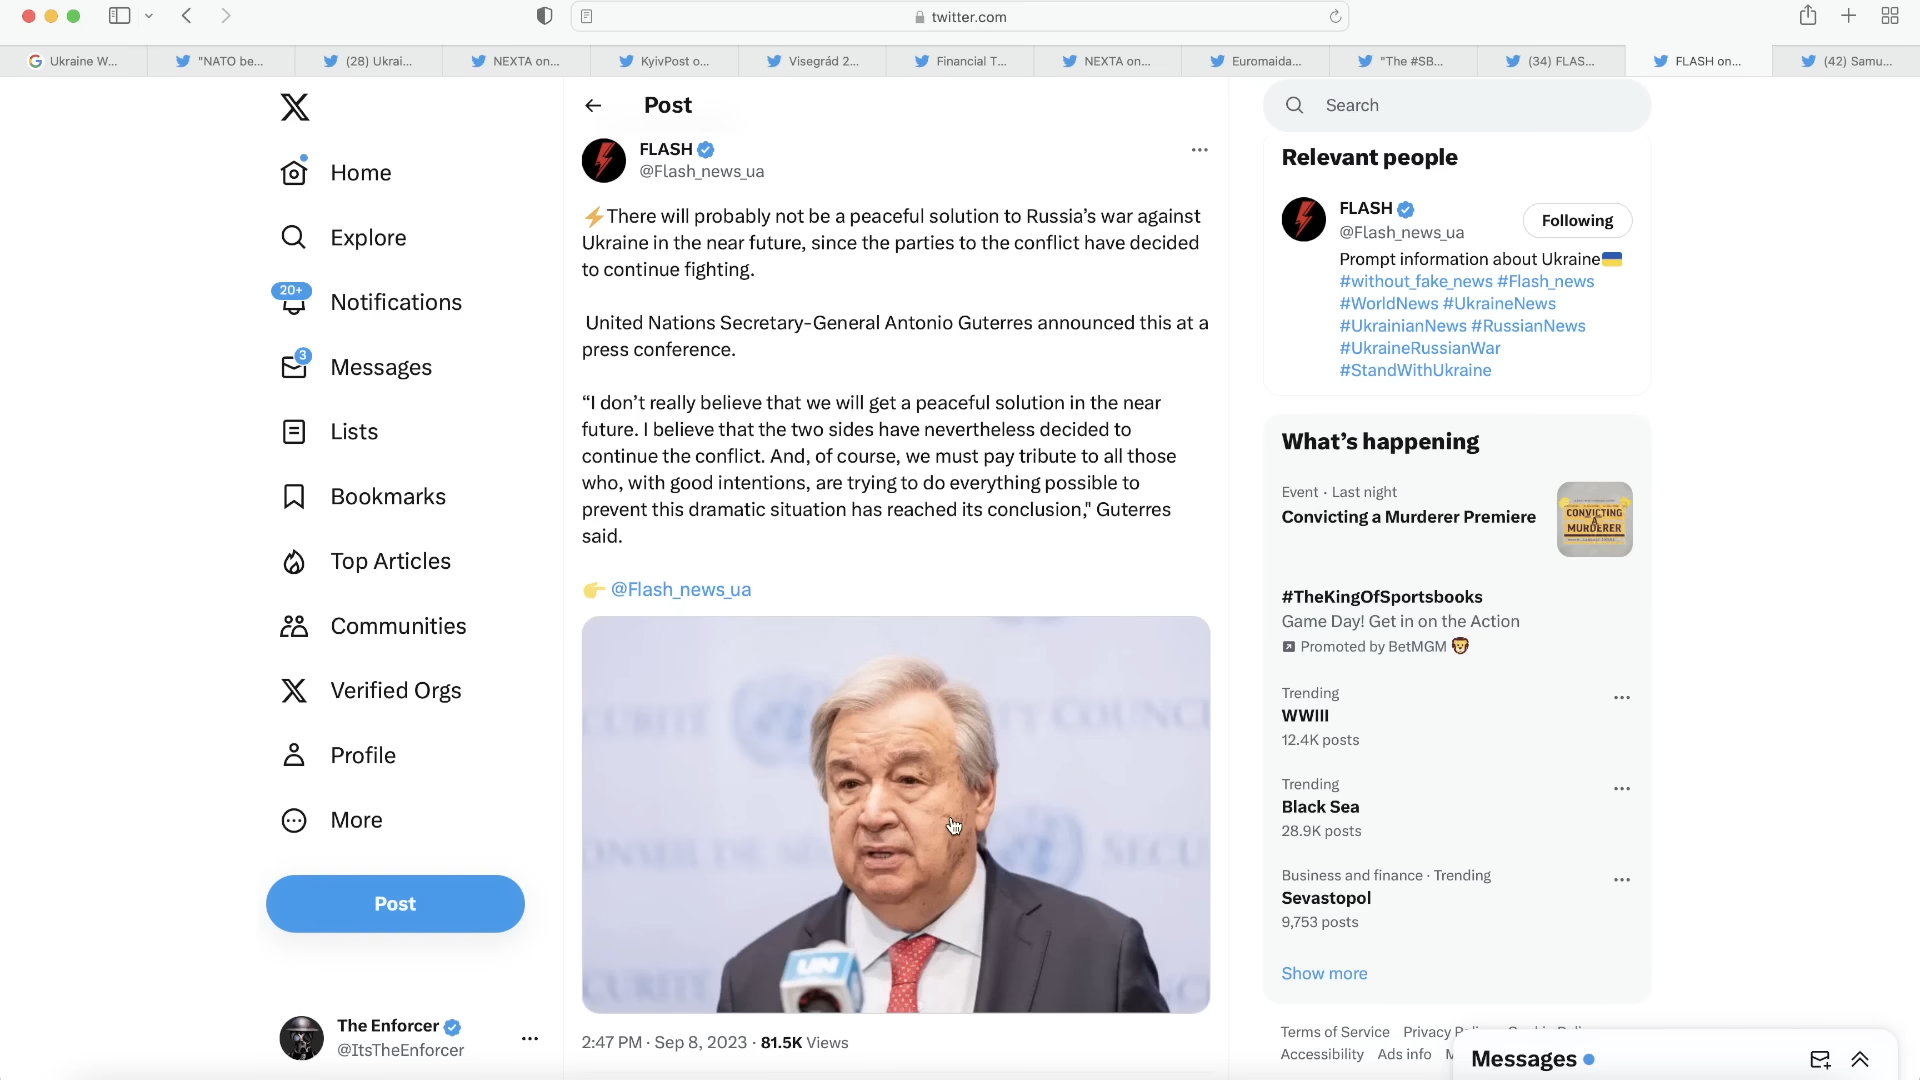 twitter.com
Ukraine W...
"NATO be...
(28) Ukrai...
NEXTA on...
KyivPost o...
Visegrád 2...
Financial T...
NEXTA on...
Euromaida...
"The #SB...
(34) FLAS...
FLASH on...
(42) Samu...
Home
Explore
20+
Notifications
3
Messages
Lists
Bookmarks
Top Articles
Communities
Verified Orgs
Profile
More
Post
The Enforcer
@ItsTheEnforcer
Post
FLASH
@Flash_news_ua
⚡There will probably not be a peaceful solution to Russia’s war against
Ukraine in the near future, since the parties to the conflict have decided
to continue fighting.
United Nations Secretary-General Antonio Guterres announced this at a
press conference.
“I don’t really believe that we will get a peaceful solution in the near
future. I believe that the two sides have nevertheless decided to
continue the conflict. And, of course, we must pay tribute to all those
who, with good intentions, are trying to do everything possible to
prevent this dramatic situation has reached its conclusion," Guterres
said.
👉 @Flash_news_ua
CURITÉ
TY COUNCI
ONSEIL DE SÉ
SECU
UN
CURITÉ
2:47 PM · Sep 8, 2023 · 81.5K Views
Search
Relevant people
FLASH
@Flash_news_ua
Following
Prompt information about Ukraine🇺🇦
#without_fake_news #Flash_news
#WorldNews #UkraineNews
#UkrainianNews #RussianNews
#UkraineRussianWar
#StandWithUkraine
What’s happening
Event · Last night
Convicting a Murderer Premiere
CONVICTING
A
MURDERER
#TheKingOfSportsbooks
Game Day! Get in on the Action
Promoted by BetMGM 🦁
Trending
WWIII
12.4K posts
Trending
Black Sea
28.9K posts
Business and finance · Trending
Sevastopol
9,753 posts
Show more
Terms of Service Privacy
Accessibility Ads info
Messages